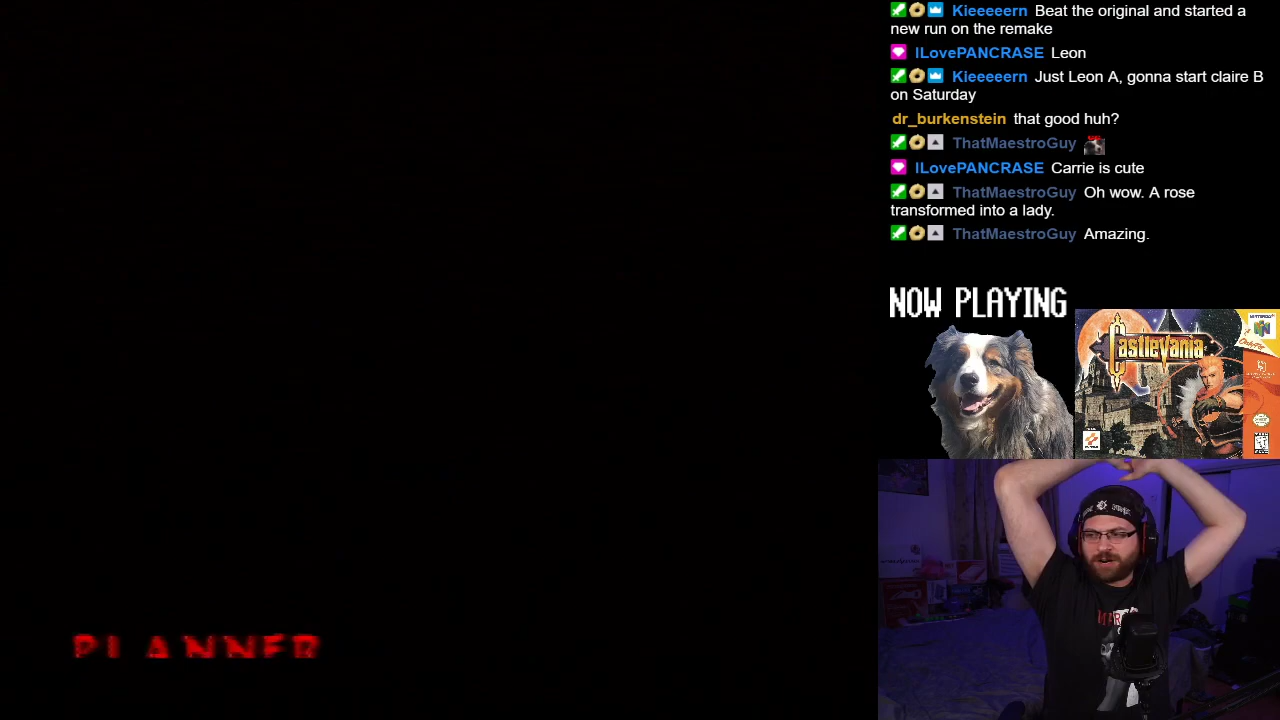 Kieeeeern Beat the original and started a
new run on the remake
ILovePANCRASE Leon
Kieeeeern Just Leon A, gonna start claire B
on Saturday
dr_burkenstein that good huh?
ThatMaestroGuy
ILovePANCRASE Carrie is cute
ThatMaestroGuy Oh wow. A rose
transformed into a lady.
ThatMaestroGuy Amazing.
NOW PLAYING
Castlevania
PLANNER